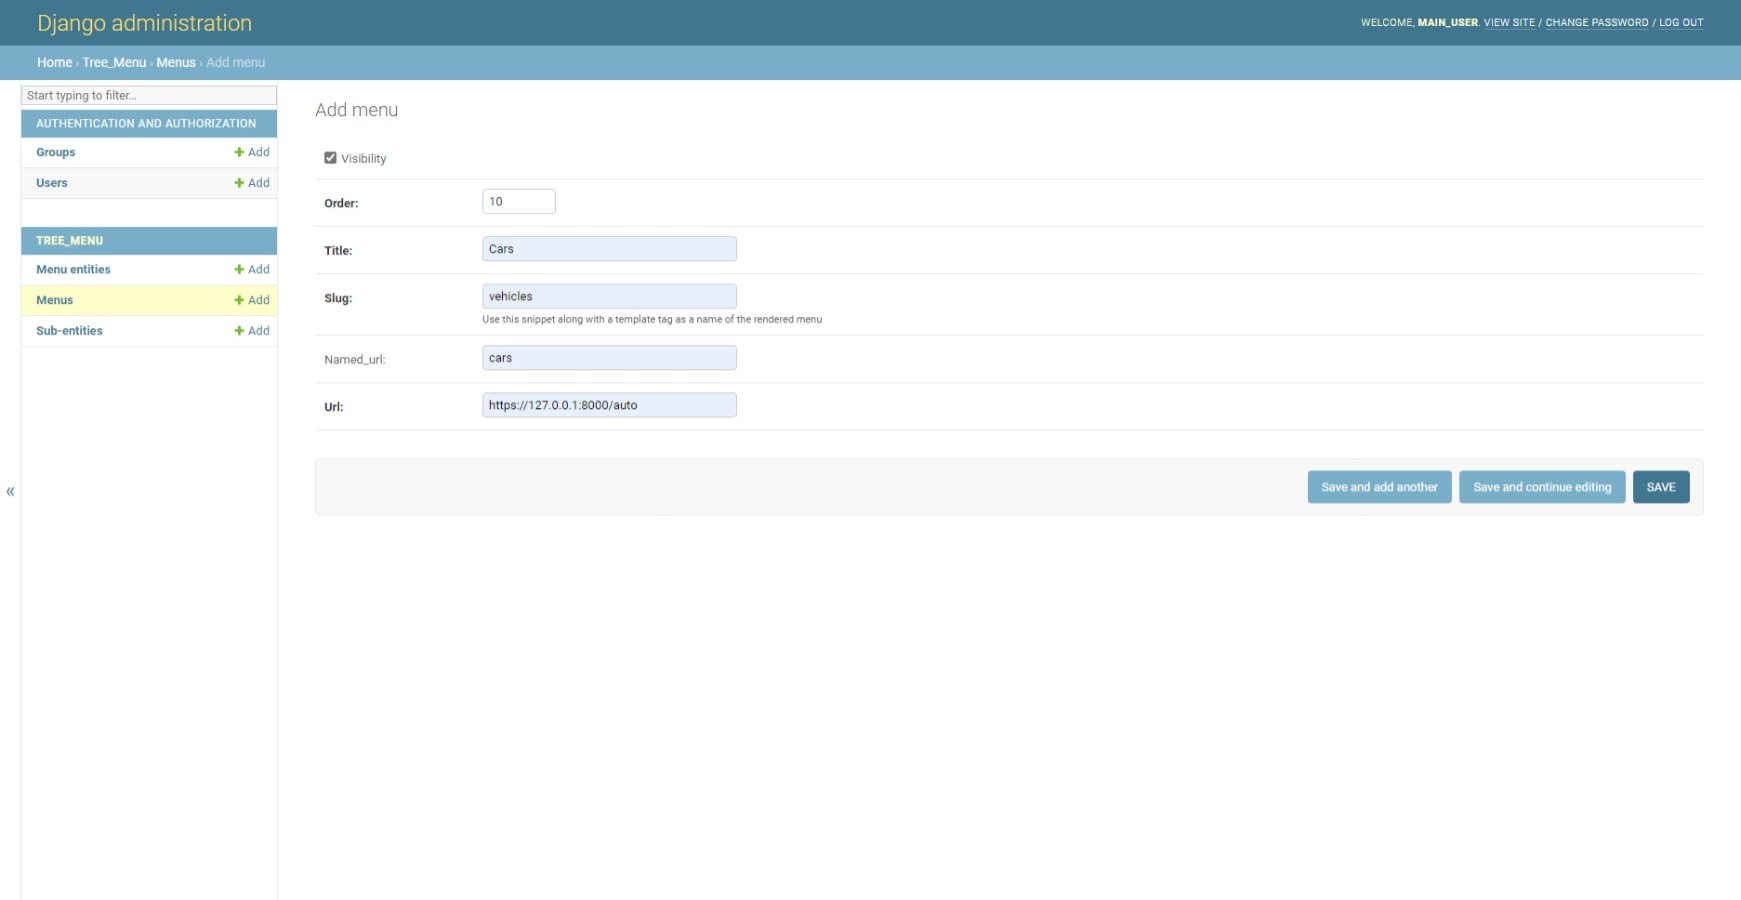 Django administration
WELCOME, MAIN_USER. VIEW SITE / CHANGE PASSWORD / LOG OUT
Home › Tree_Menu › Menus › Add menu
Start typing to filter...
AUTHENTICATION AND AUTHORIZATION
Groups + Add
Users + Add
TREE_MENU
Menu entities + Add
Menus + Add
Sub-entities + Add
«
Add menu
Visibility
Order: 10
Title: Cars
Slug: vehicles
Use this snippet along with a template tag as a name of the rendered menu
Named_url: cars
Url: https://127.0.0.1:8000/auto
Save and add another Save and continue editing SAVE